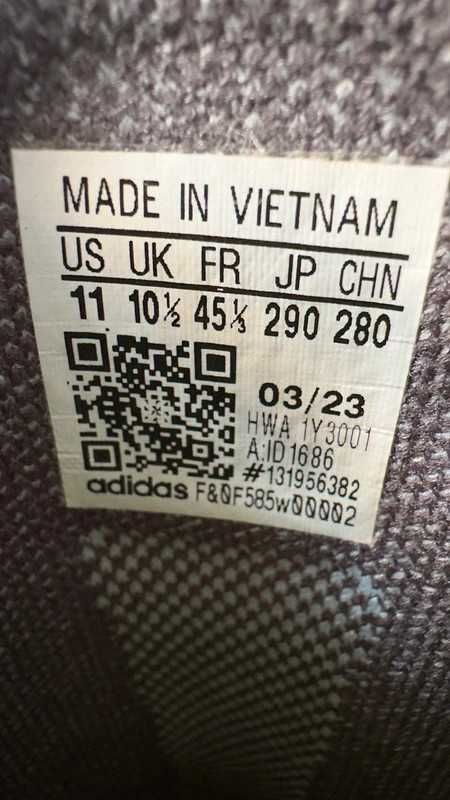 MADE IN VIETNAM
US UK FR JP CHN
11 10½ 45⅓ 290 280
03/23
HWA 1Y3001
A:ID1686
#131956382
adidas F&0F585w00002